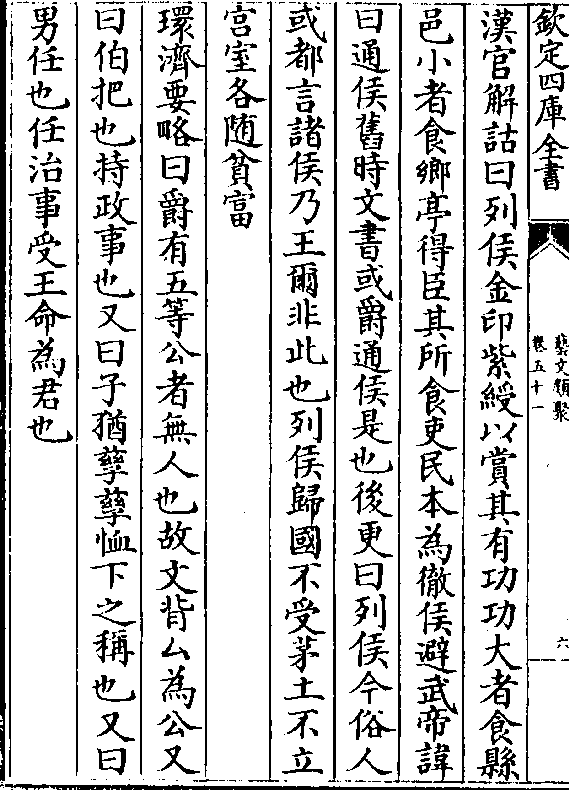 欽定四庫全書
藝文類聚
卷五十一
六
漢官解詁曰列侯金印紫綬以賞其有功功大者食縣
邑小者食鄉亭得臣其所食吏民本為徹侯避武帝諱
曰通侯舊時文書或爵通侯是也後更曰列侯今俗人
或都言諸侯乃王爾非此也列侯歸國不受茅土不立
宫室各随貧富
環濟要略曰爵有五等公者無人也故文背厶為公又
曰伯把也持政事也又曰子猶孳孳恤下之稱也又曰
男任也任治事受王命為君也